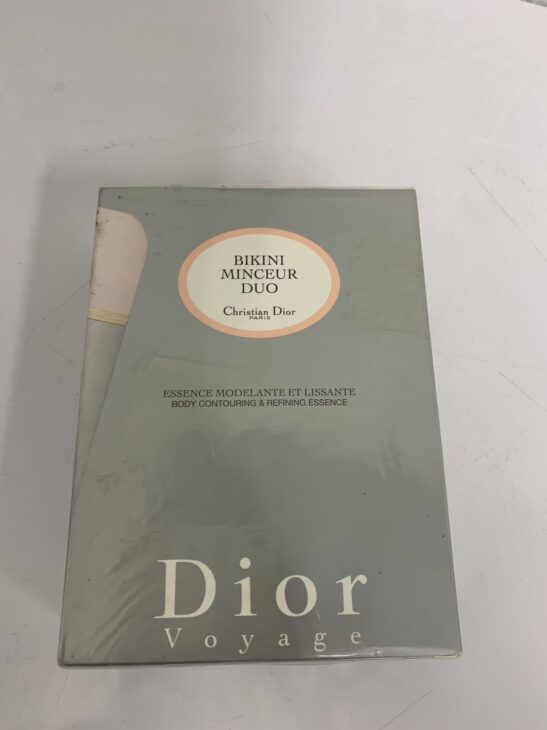 BIKINI
MINCEUR
DUO
Christian Dior
PARIS
ESSENCE MODELANTE ET LISSANTE
BODY CONTOURING & REFINING ESSENCE
Dior
Voyage